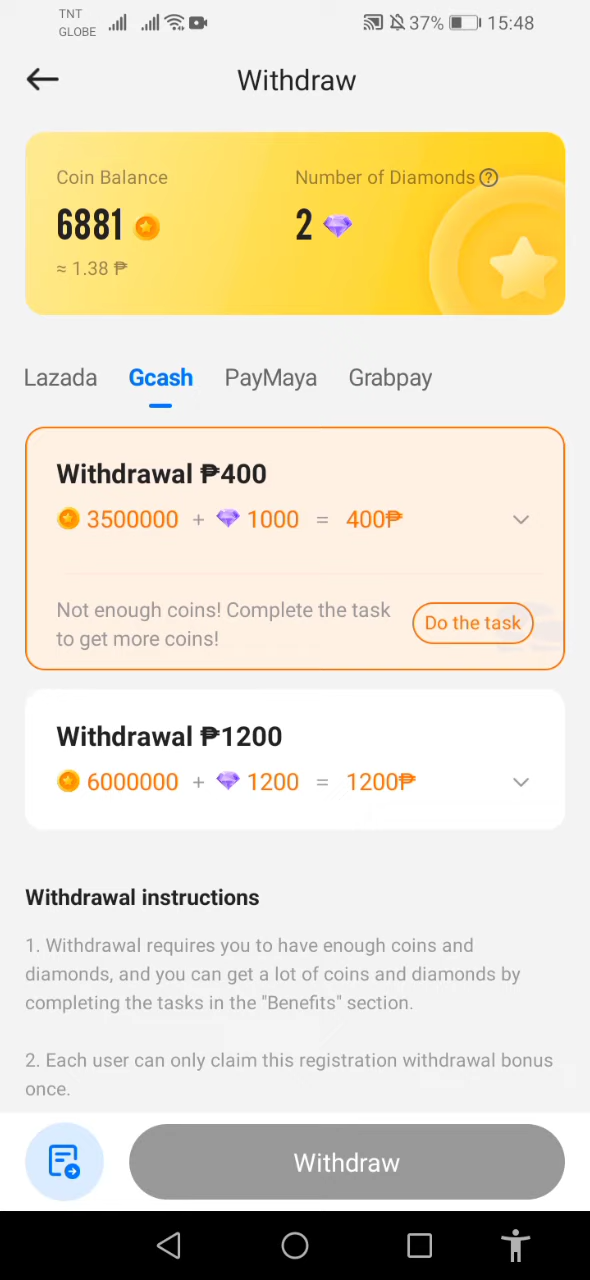 TNT
GLOBE
37% 15:48
Withdraw
Coin Balance
Number of Diamonds ?
6881
2
≈ 1.38 ₱
Lazada Gcash PayMaya Grabpay
Withdrawal ₱400
3500000 + 1000 = 400₱
Not enough coins! Complete the task
to get more coins!
Do the task
Withdrawal ₱1200
6000000 + 1200 = 1200₱
Withdrawal instructions
1. Withdrawal requires you to have enough coins and
diamonds, and you can get a lot of coins and diamonds by
completing the tasks in the "Benefits" section.
2. Each user can only claim this registration withdrawal bonus
once.
Withdraw